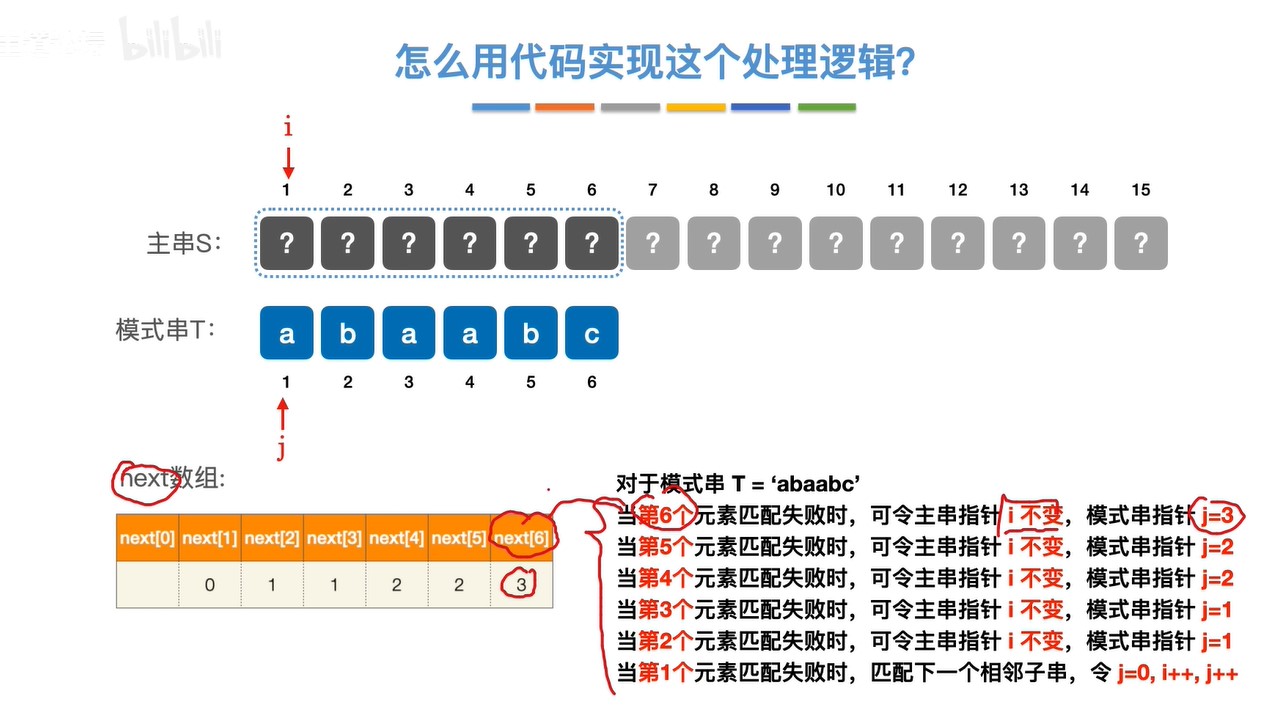 bilibili
怎么用代码实现这个处理逻辑?
i
1 2 3 4 5 6 7 8 9 10 11 12 13 14 15
主串S: ? ? ? ? ? ? ? ? ? ? ? ? ? ? ?
模式串T: a b a a b c
1 2 3 4 5 6
j
next数组:
next[0] next[1] next[2] next[3] next[4] next[5] next[6]
0 1 1 2 2 3
对于模式串 T = ‘abaabc’
当第6个元素匹配失败时，可令主串指针 i 不变，模式串指针 j=3
当第5个元素匹配失败时，可令主串指针 i 不变，模式串指针 j=2
当第4个元素匹配失败时，可令主串指针 i 不变，模式串指针 j=2
当第3个元素匹配失败时，可令主串指针 i 不变，模式串指针 j=1
当第2个元素匹配失败时，可令主串指针 i 不变，模式串指针 j=1
当第1个元素匹配失败时，匹配下一个相邻子串，令 j=0, i++, j++